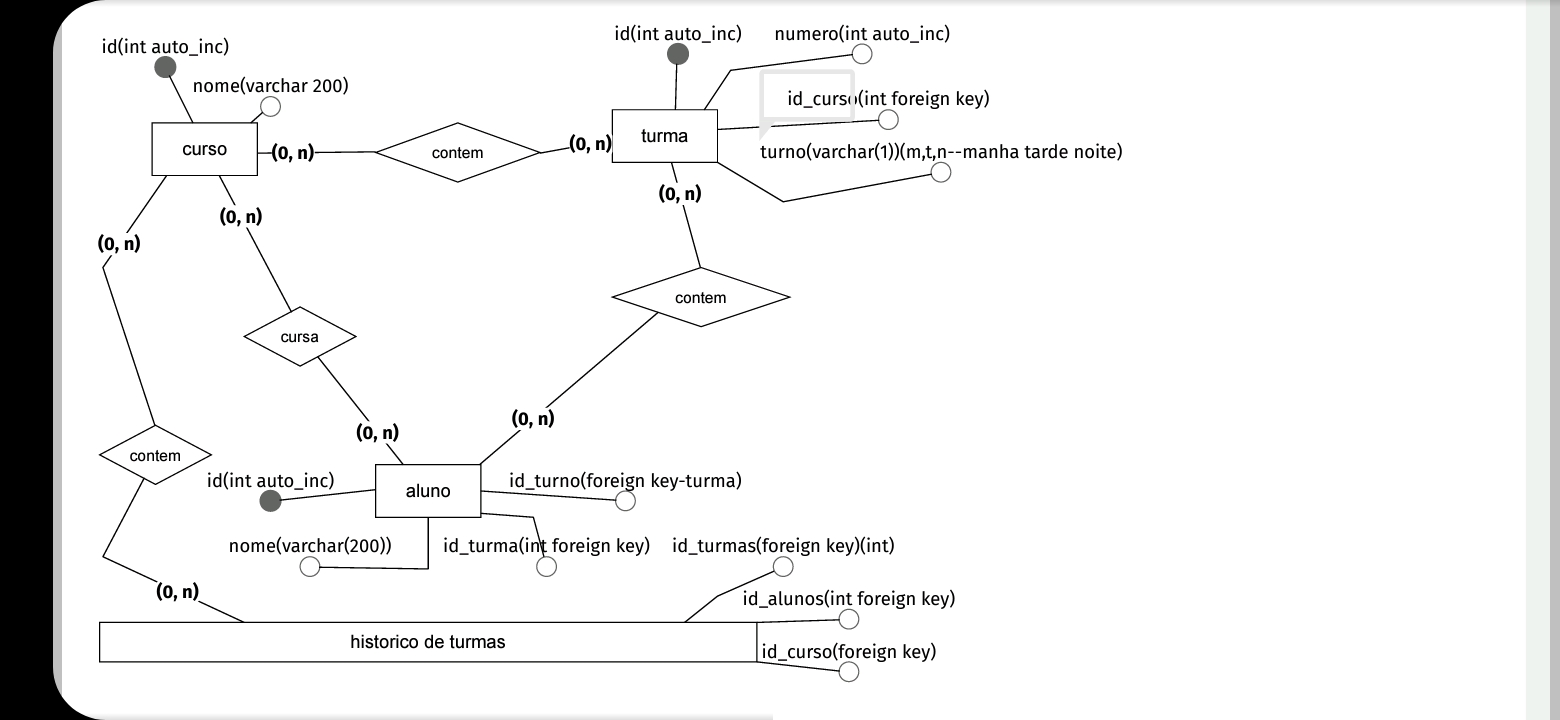 id(int auto_inc)
numero(int auto_inc)
id(int auto_inc)
nome(varchar 200)
id_curso(int foreign key)
turma
curso
(0, n)
contem
(0, n)
turno(varchar(1))(m,t,n--manha tarde noite)
(0, n)
(0, n)
(0, n)
contem
cursa
(0, n)
(0, n)
contem
id(int auto_inc)
aluno
id_turno(foreign key-turma)
nome(varchar(200))
id_turma(int foreign key)
id_turmas(foreign key)(int)
(0, n)
id_alunos(int foreign key)
historico de turmas
id_curso(foreign key)